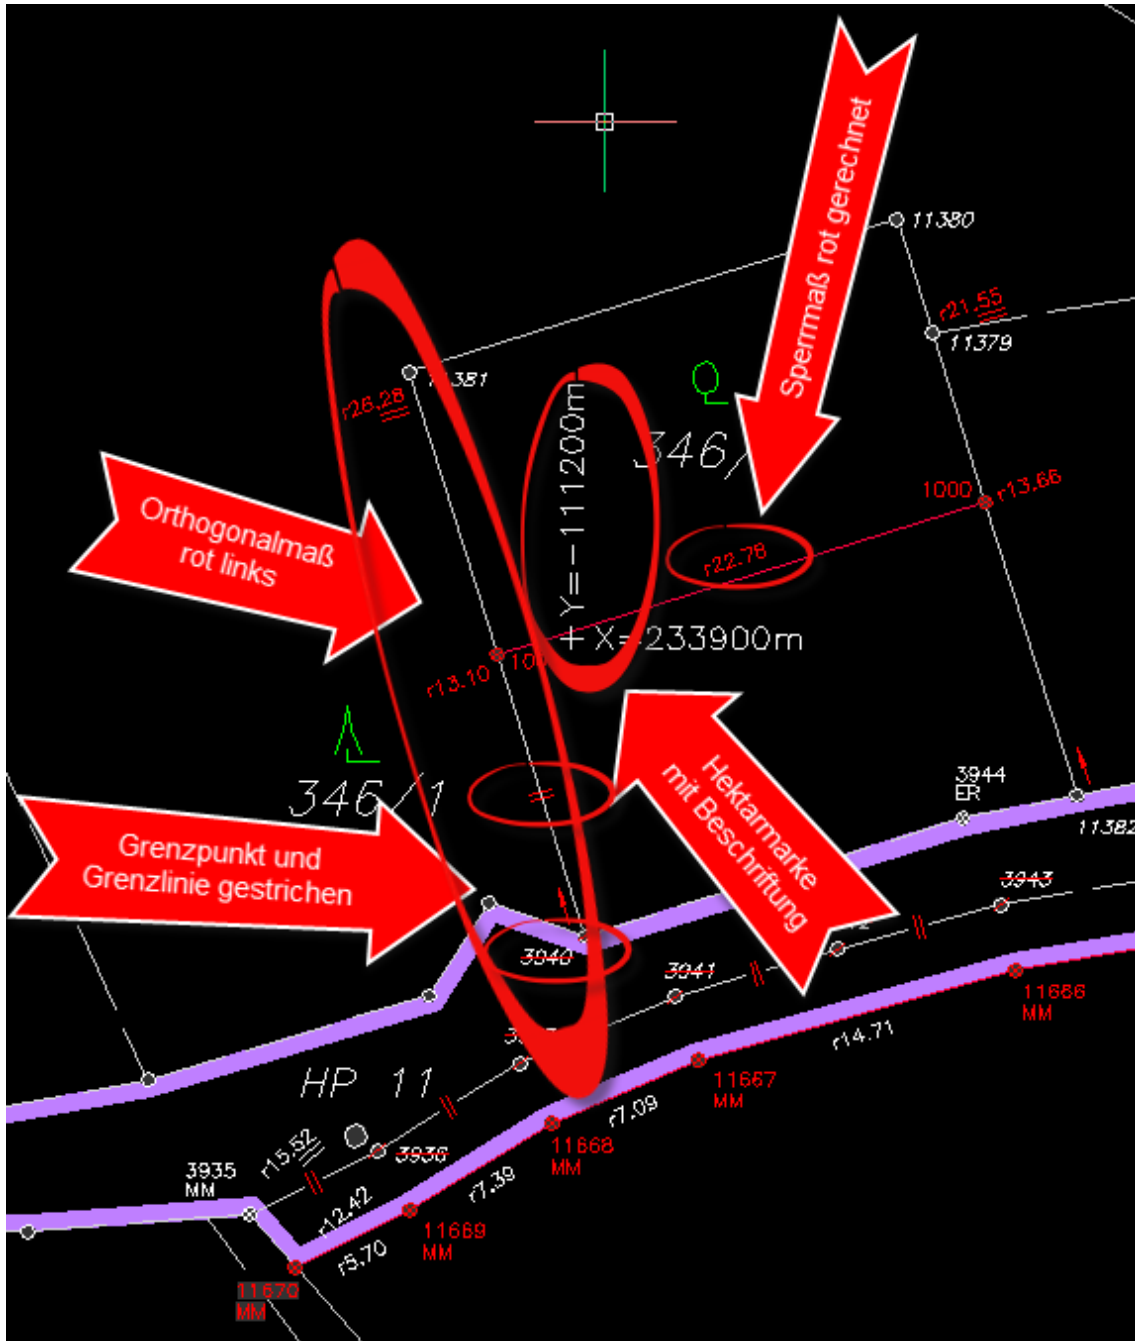 Spermaß rot gerechnet
11380
r21.55
11379
11381
r26.28
346/
Y=-111200m
1000
r13.66
Orthogonalmaß
rot links
r22.78
X=233900m
r13.10
100
Hektarmarke
mit Beschriftung
346/1
3944
ER
11382
Grenzpunkt und
Grenzlinie gestrichen
3943
3940
3941
11666
MM
r14.71
HP 11
11667
MM
r7.09
11668
MM
r15.52
3938
3935
MM
r7.39
r12.42
11669
MM
r5.70
11670
MM